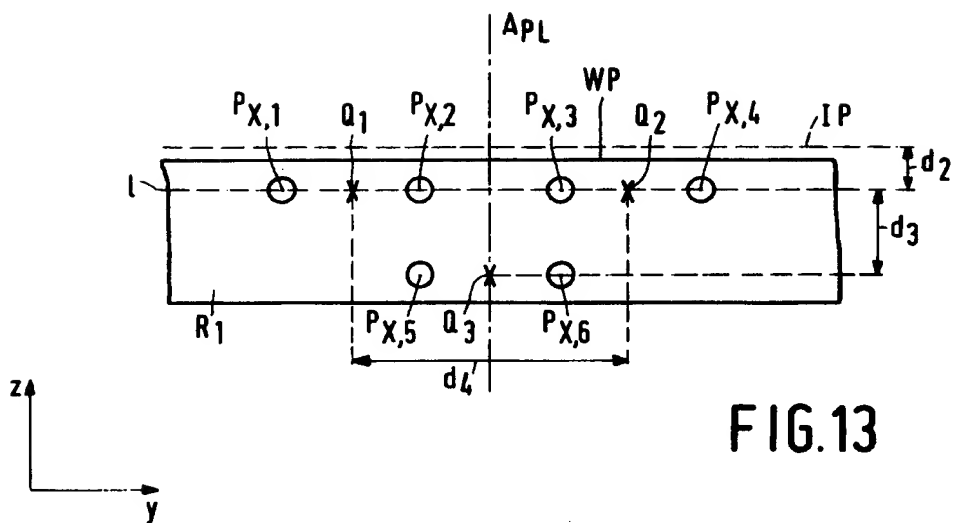 APL
WP
PX,1 Q1 PX,2 PX,3 Q2 PX,4 IP
l d2
d3
R1 PX,5 Q3 PX,6
d4'
z
FIG.13
y